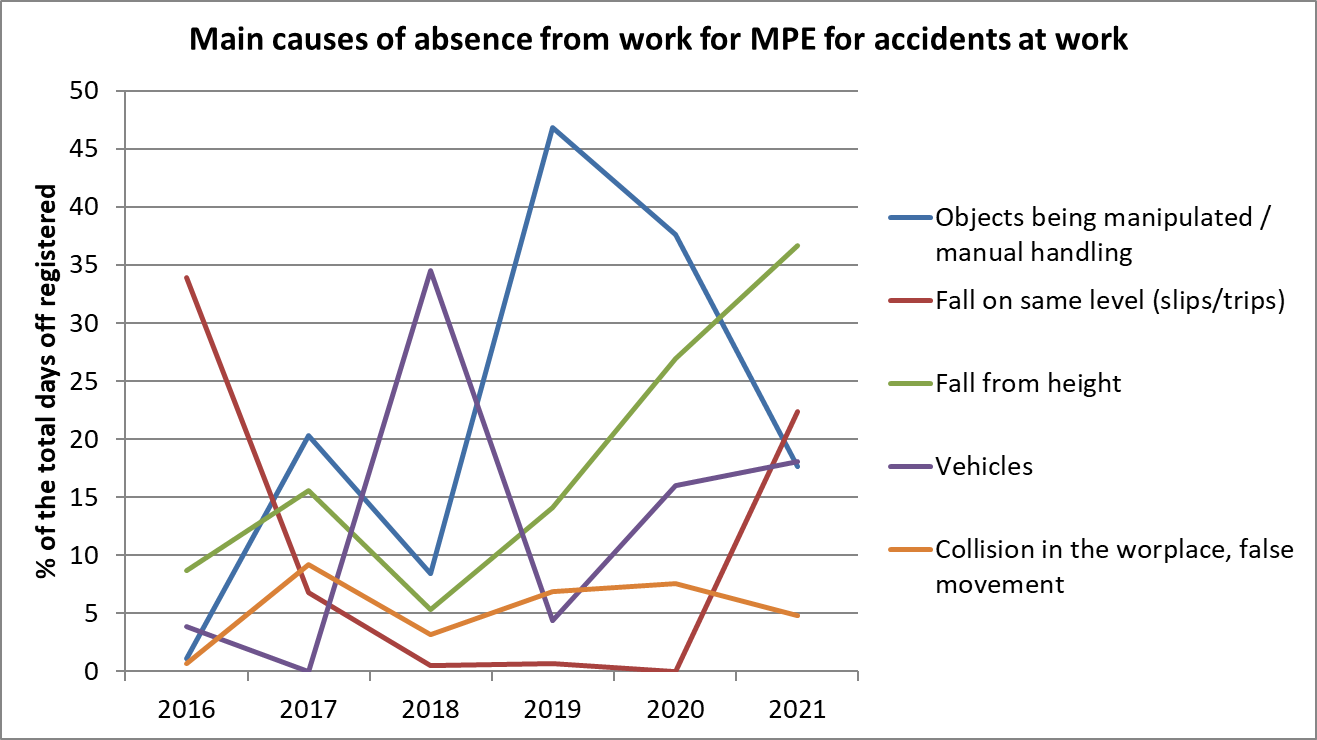 Main causes of absence from work for MPE for accidents at work
% of the total days off registered
50
45
40
35
30
25
20
15
10
5
0
2016 2017 2018 2019 2020 2021
Objects being manipulated /
manual handling
Fall on same level (slips/trips)
Fall from height
Vehicles
Collision in the worplace, false
movement